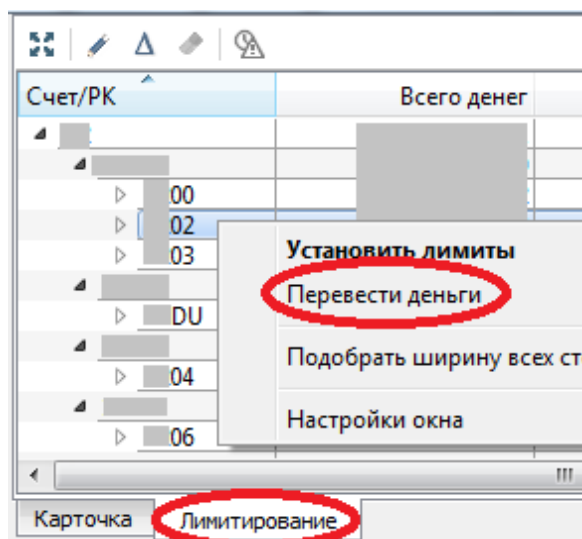 Счет/РК Всего денег
00
02
03
Установить лимиты
Перевести деньги
DU
Подобрать ширину всех ст
04
Настройки окна
06
Карточка Лимитирование